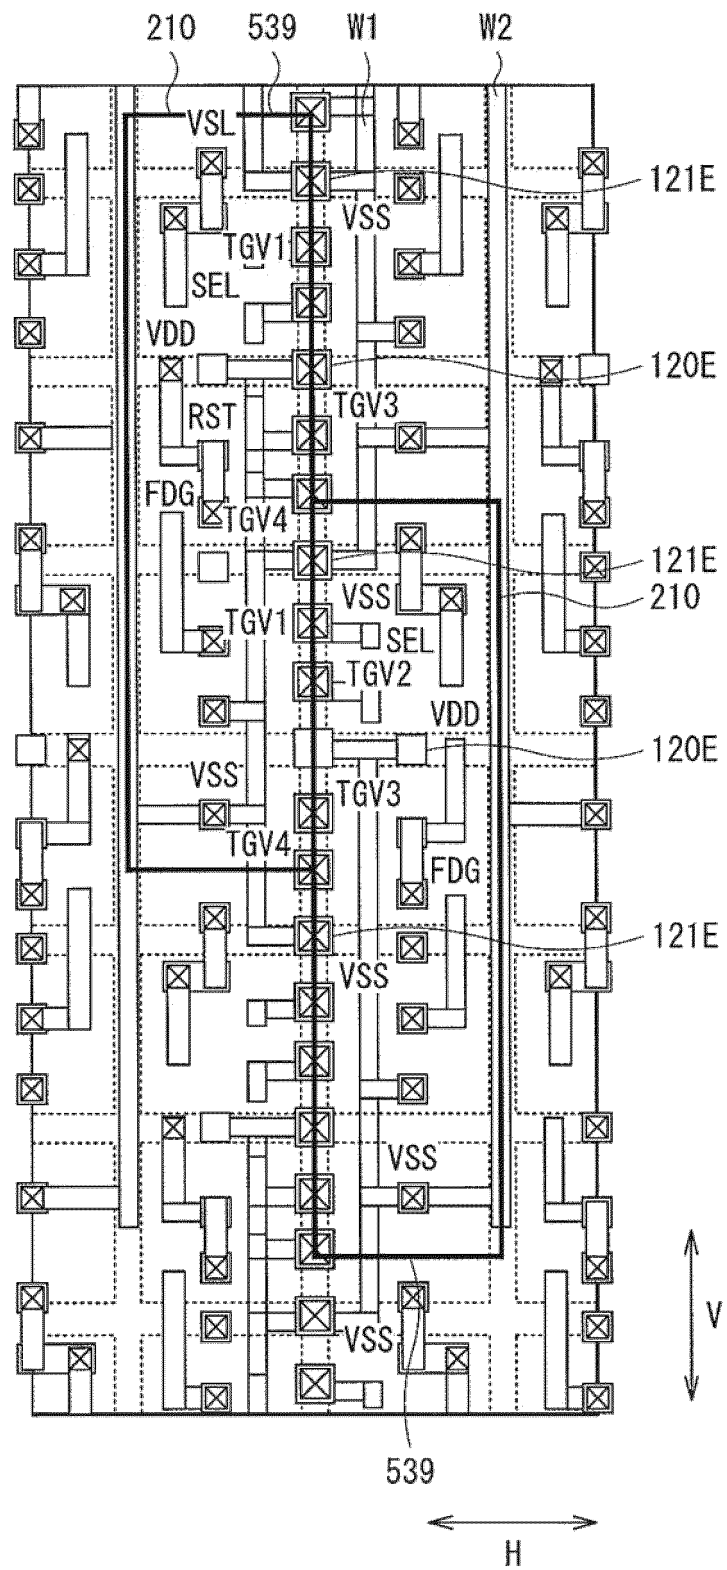 210 539 W1 W2
VSL
121E
VSS
TGV1
SEL
VDD
120E
TGV3
RST
FDG
TGV4
121E
VSS
210
TGV1
SEL
TGV2
VDD
120E
VSS
TGV3
TGV4
FDG
121E
VSS
VSS
V
VSS
539
H